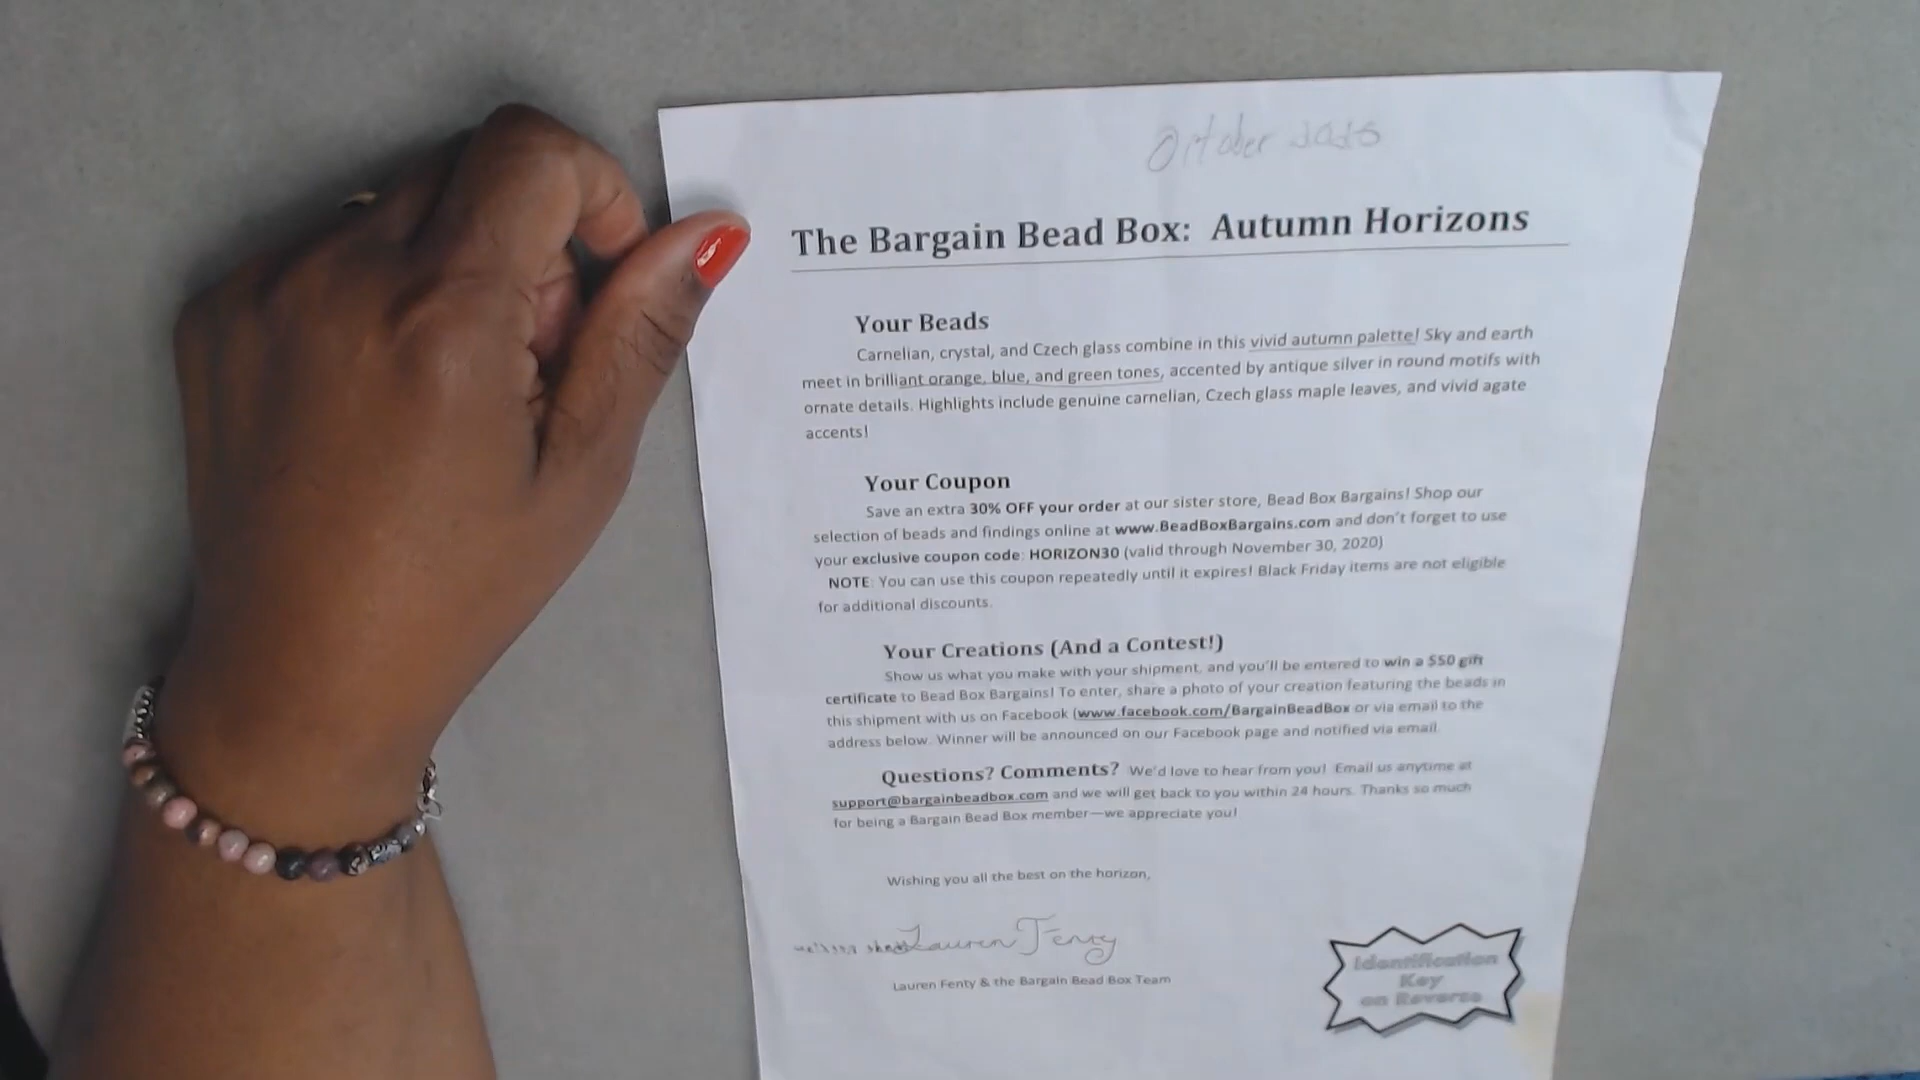 October
The Bargain Bead Box: Autumn Horizons
Your Beads
Carnelian, crystal, and Czech glass combine in this vivid autumn palette! Sky and earth
meet in brilliant orange, blue, and green tones, accented by antique silver in round motifs with
ornate details. Highlights include genuine carnelian, Czech glass maple leaves, and vivid agate
accents!
Your Coupon
Save an extra 30% OFF your order at our sister store, Bead Box Bargains! Shop our
selection of beads and findings online at www.BeadBoxBargains.com and don't forget to use
your exclusive coupon code: HORIZON30 (valid through November 30, 2020)
NOTE: You can use this coupon repeatedly until it expires! Black Friday items are not eligible
for additional discounts.
Your Creations (And a Contest!)
Show us what you make with your shipment, and you'll be entered to win a $50 gift
certificate to Bead Box Bargains! To enter, share a photo of your creation featuring the beads in
this shipment with us on Facebook (www.facebook.com/BargainBeadBox or via email to the
address below. Winner will be announced on our Facebook page and notified via email.
Questions? Comments? We'd love to hear from you! Email us anytime at
support@bargainbeadbox.com and we will get back to you within 24 hours. Thanks so much
for being a Bargain Bead Box member—we appreciate you!
Wishing you all the best on the horizon,
Lauren Fenty
Lauren Fenty & the Bargain Bead Box Team
Identification
Key
on Reverse